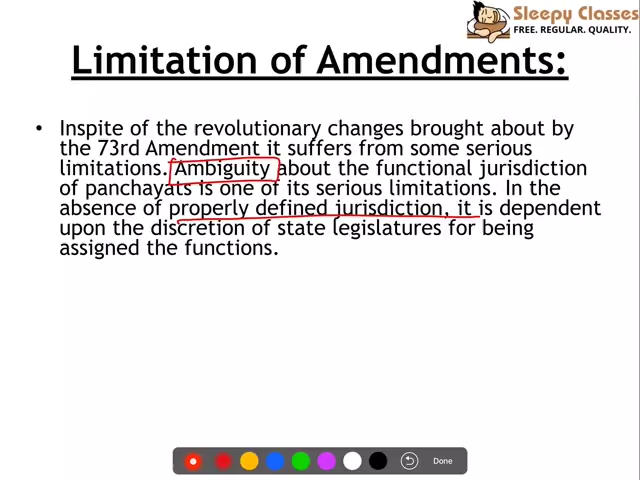 Sleepy Classes
FREE. REGULAR. QUALITY.
Limitation of Amendments:
• Inspite of the revolutionary changes brought about by
the 73rd Amendment it suffers from some serious
limitations. Ambiguity about the functional jurisdiction
of panchayats is one of its serious limitations. In the
absence of properly defined jurisdiction, it is dependent
upon the discretion of state legislatures for being
assigned the functions.
Done